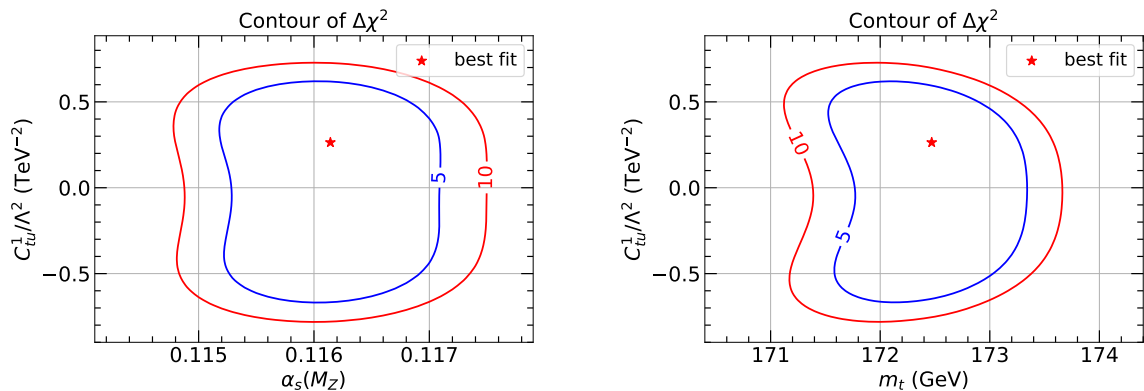 Contour of Δχ²
best fit
5
10
0.5
0.0
−0.5
C¹ₜᵤ/Λ² (TeV⁻²)
0.115
0.116
0.117
αₛ(M_Z)
Contour of Δχ²
best fit
10
5
0.5
0.0
−0.5
C¹ₜᵤ/Λ² (TeV⁻²)
171
172
173
174
mₜ (GeV)